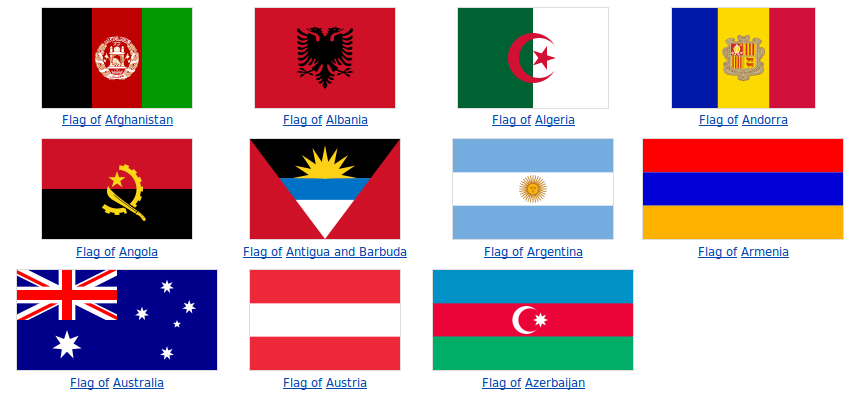 Flag of Afghanistan
Flag of Albania
Flag of Algeria
Flag of Andorra
Flag of Angola
Flag of Antigua and Barbuda
Flag of Argentina
Flag of Armenia
Flag of Australia
Flag of Austria
Flag of Azerbaijan